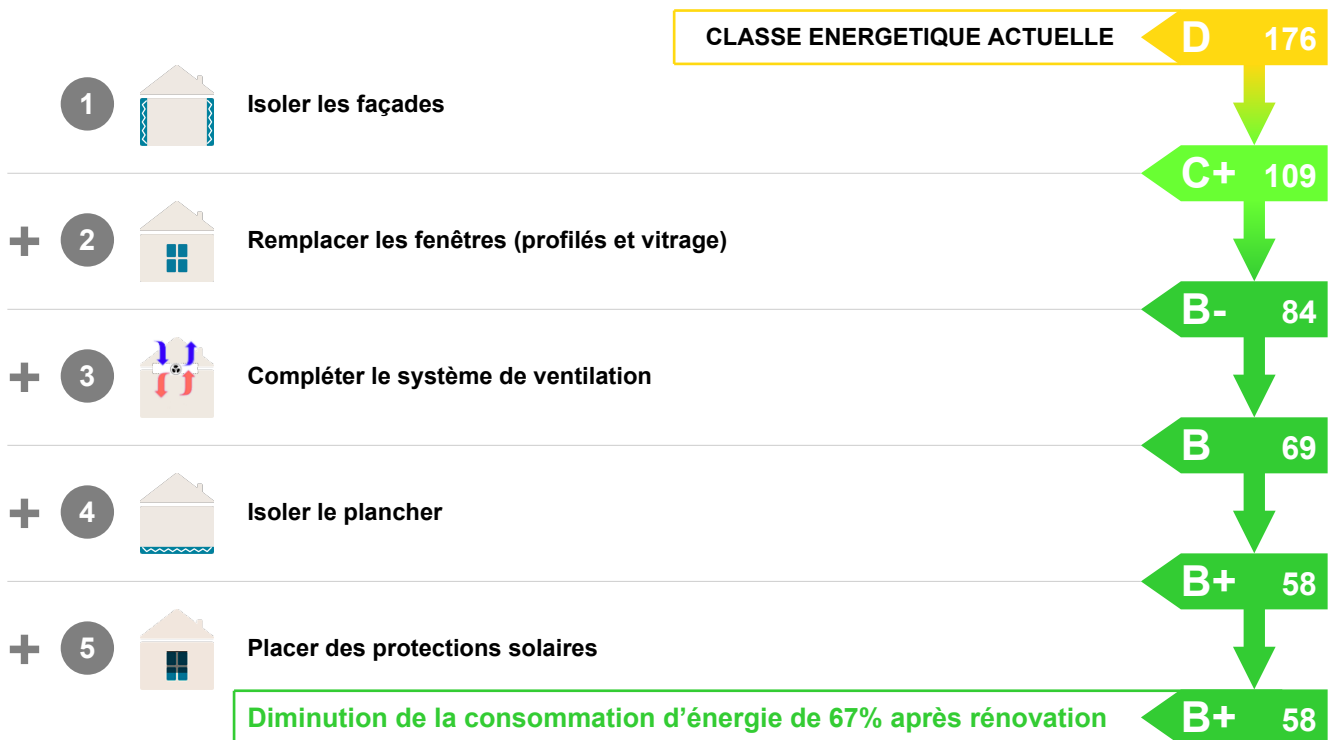 CLASSE ENERGETIQUE ACTUELLE D 176
1 Isoler les façades
C+ 109
+ 2 Remplacer les fenêtres (profilés et vitrage)
B- 84
+ 3 Compléter le système de ventilation
B 69
+ 4 Isoler le plancher
B+ 58
+ 5 Placer des protections solaires
Diminution de la consommation d’énergie de 67% après rénovation B+ 58